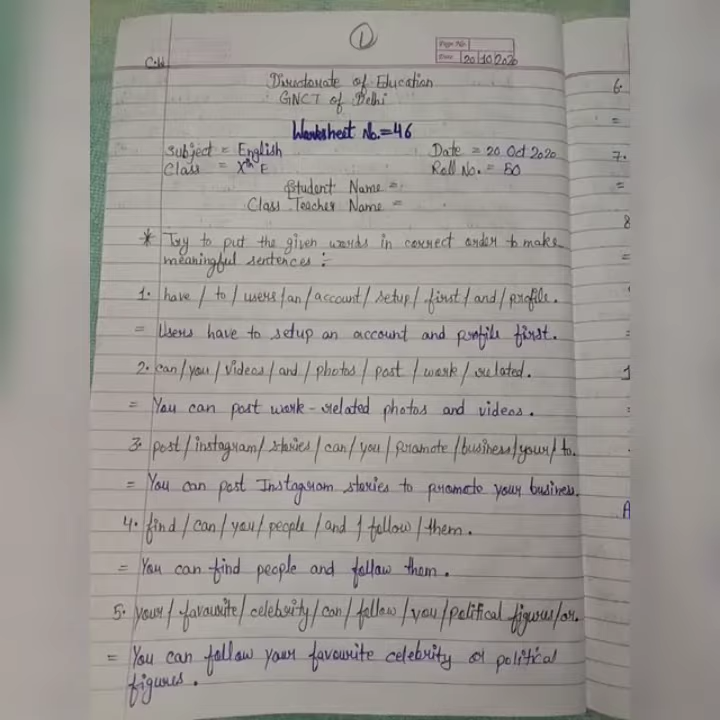 1
Page No.
C.W.
Date 20/10/2020
Directorate of Education
GNCT of Delhi
Worksheet No.=46
Subject = English
Date = 20 Oct 2020
Class = Xth E
Roll No. = 50
Student Name =
Class Teacher Name =
* Try to put the given words in correct order to make
meaningful sentences :-
1. have / to / users / an / account / setup / first / and / profile.
= Users have to setup an account and profile first.
2. can / you / videos / and / photos / post / work / related.
= You can post work-related photos and videos.
3. post / instagram / stories / can / you / promote / business / your / to.
= You can post Instagram stories to promote your business.
4. find / can / you / people / and / follow / them.
= You can find people and follow them.
5. your / favourite / celebrity / can / follow / you / political figures / or.
= You can follow your favourite celebrity or political
figures.
6.
=
7.
=
8
=
=
1
=
A